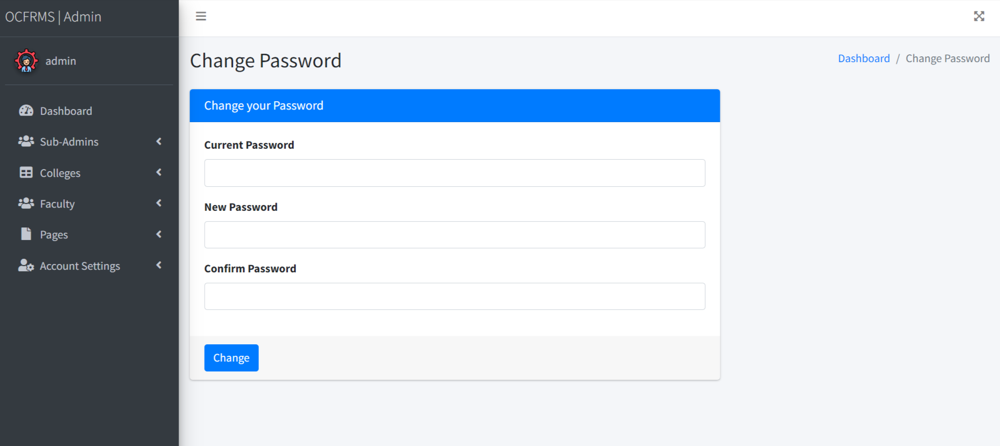 OCFRMS | Admin
admin
Dashboard
Sub-Admins
Colleges
Faculty
Pages
Account Settings
Change Password
Dashboard / Change Password
Change your Password
Current Password
New Password
Confirm Password
Change